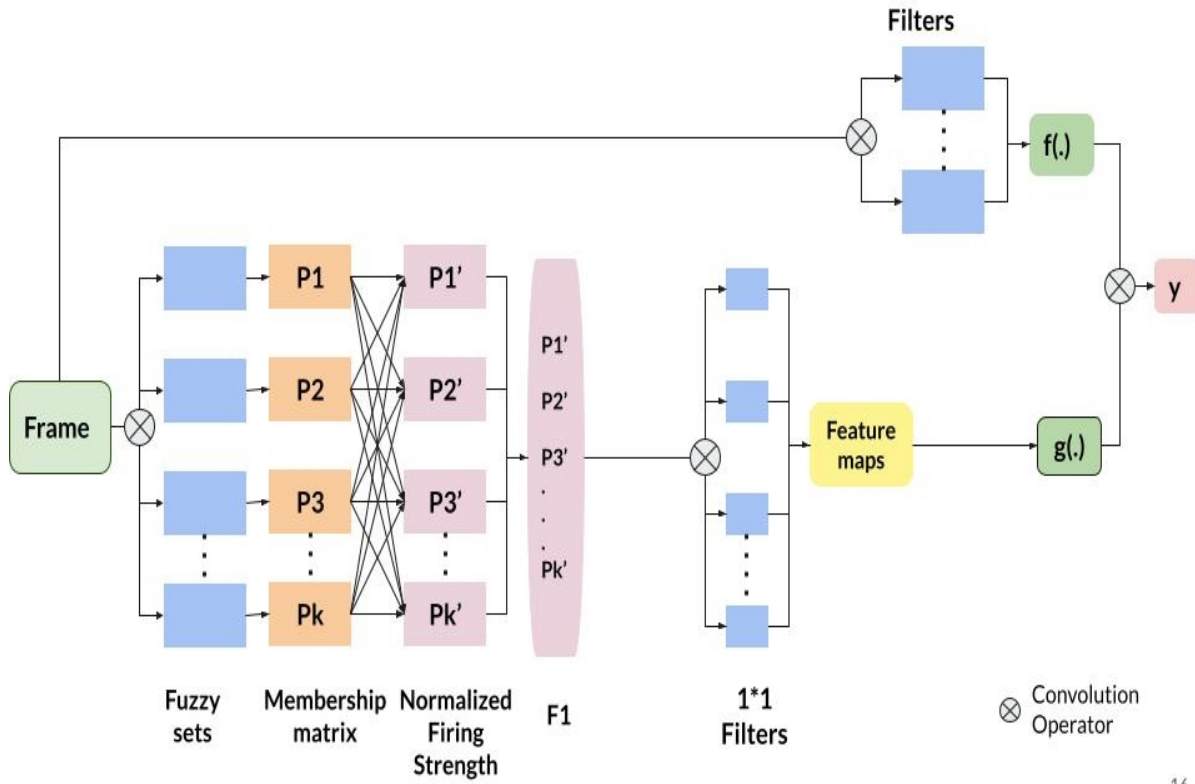 Filters
f(.)
y
P1
P1'
P2
P2'
P3
P3'
Pk
Pk'
Frame
P1'
P2'
P3'
.
.
.
Pk'
Feature
maps
g(.)
Fuzzy
sets
Membership
matrix
Normalized
Firing
Strength
F1
1*1
Filters
Convolution
Operator